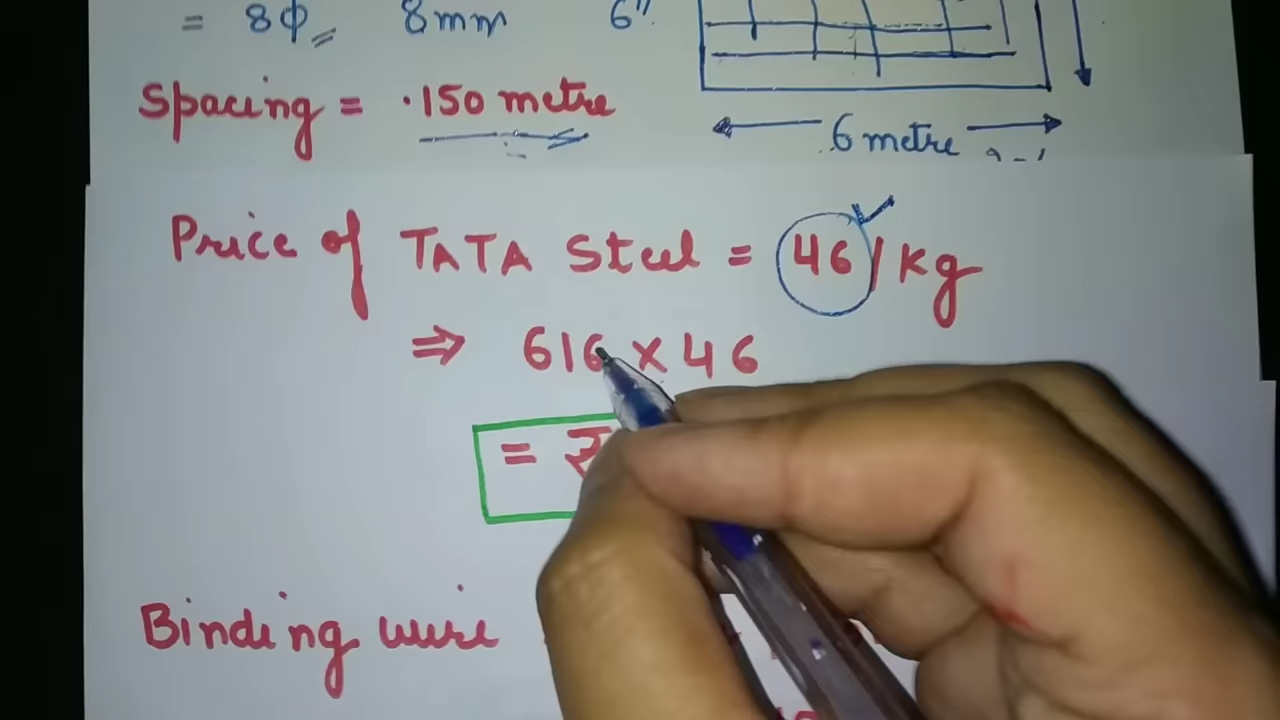 = 8Φ 8mm 6"
Spacing = .150 metre
6 metre
Price of TATA Steel = 46/Kg
⇒ 616 x 46
= ₹
Binding wire